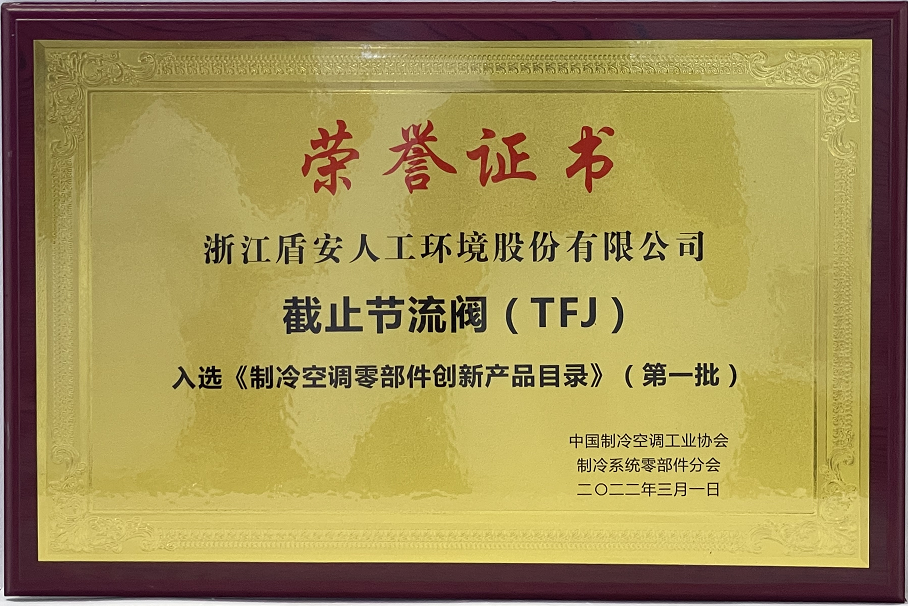 荣誉证书
浙江盾安人工环境股份有限公司
截止节流阀（TFJ）
入选《制冷空调零部件创新产品目录》（第一批）
中国制冷空调工业协会
制冷系统零部件分会
二〇二二年三月一日